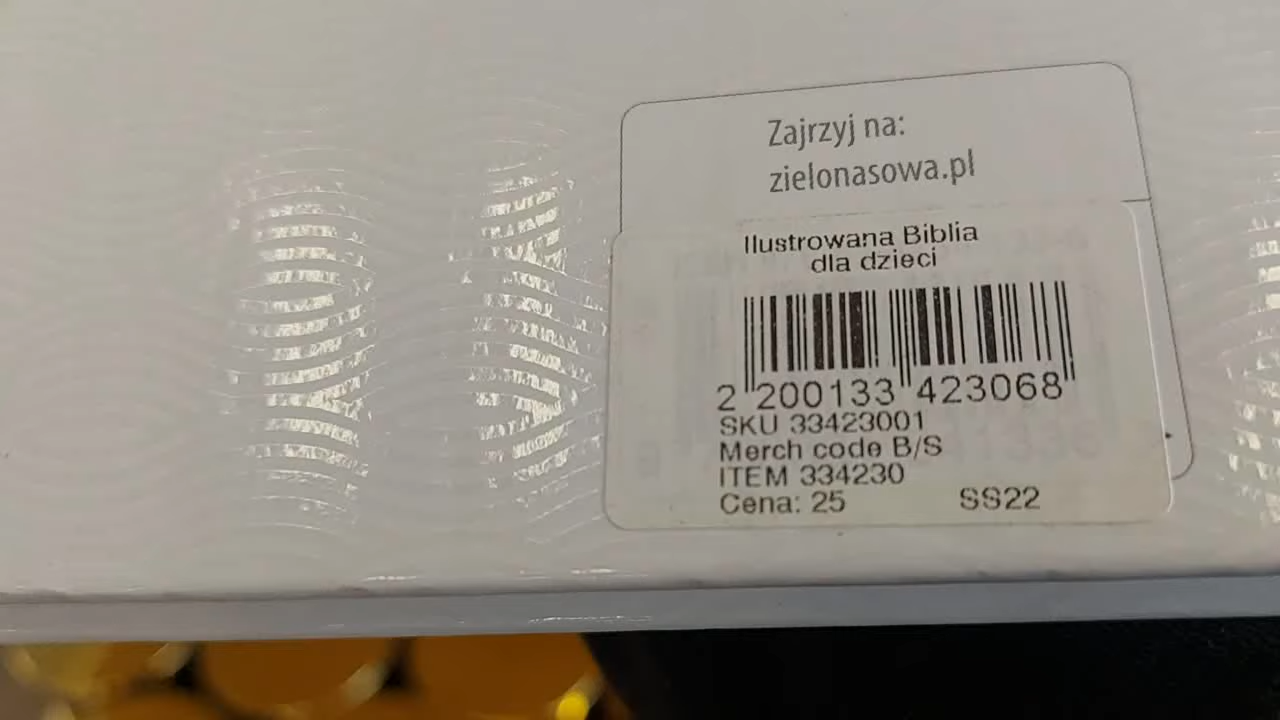 Zajrzyj na:
zielonasowa.pl
Ilustrowana Biblia
dla dzieci
2 200133 423068
SKU 33423001
Merch code B/S
ITEM 334230
Cena: 25 SS22